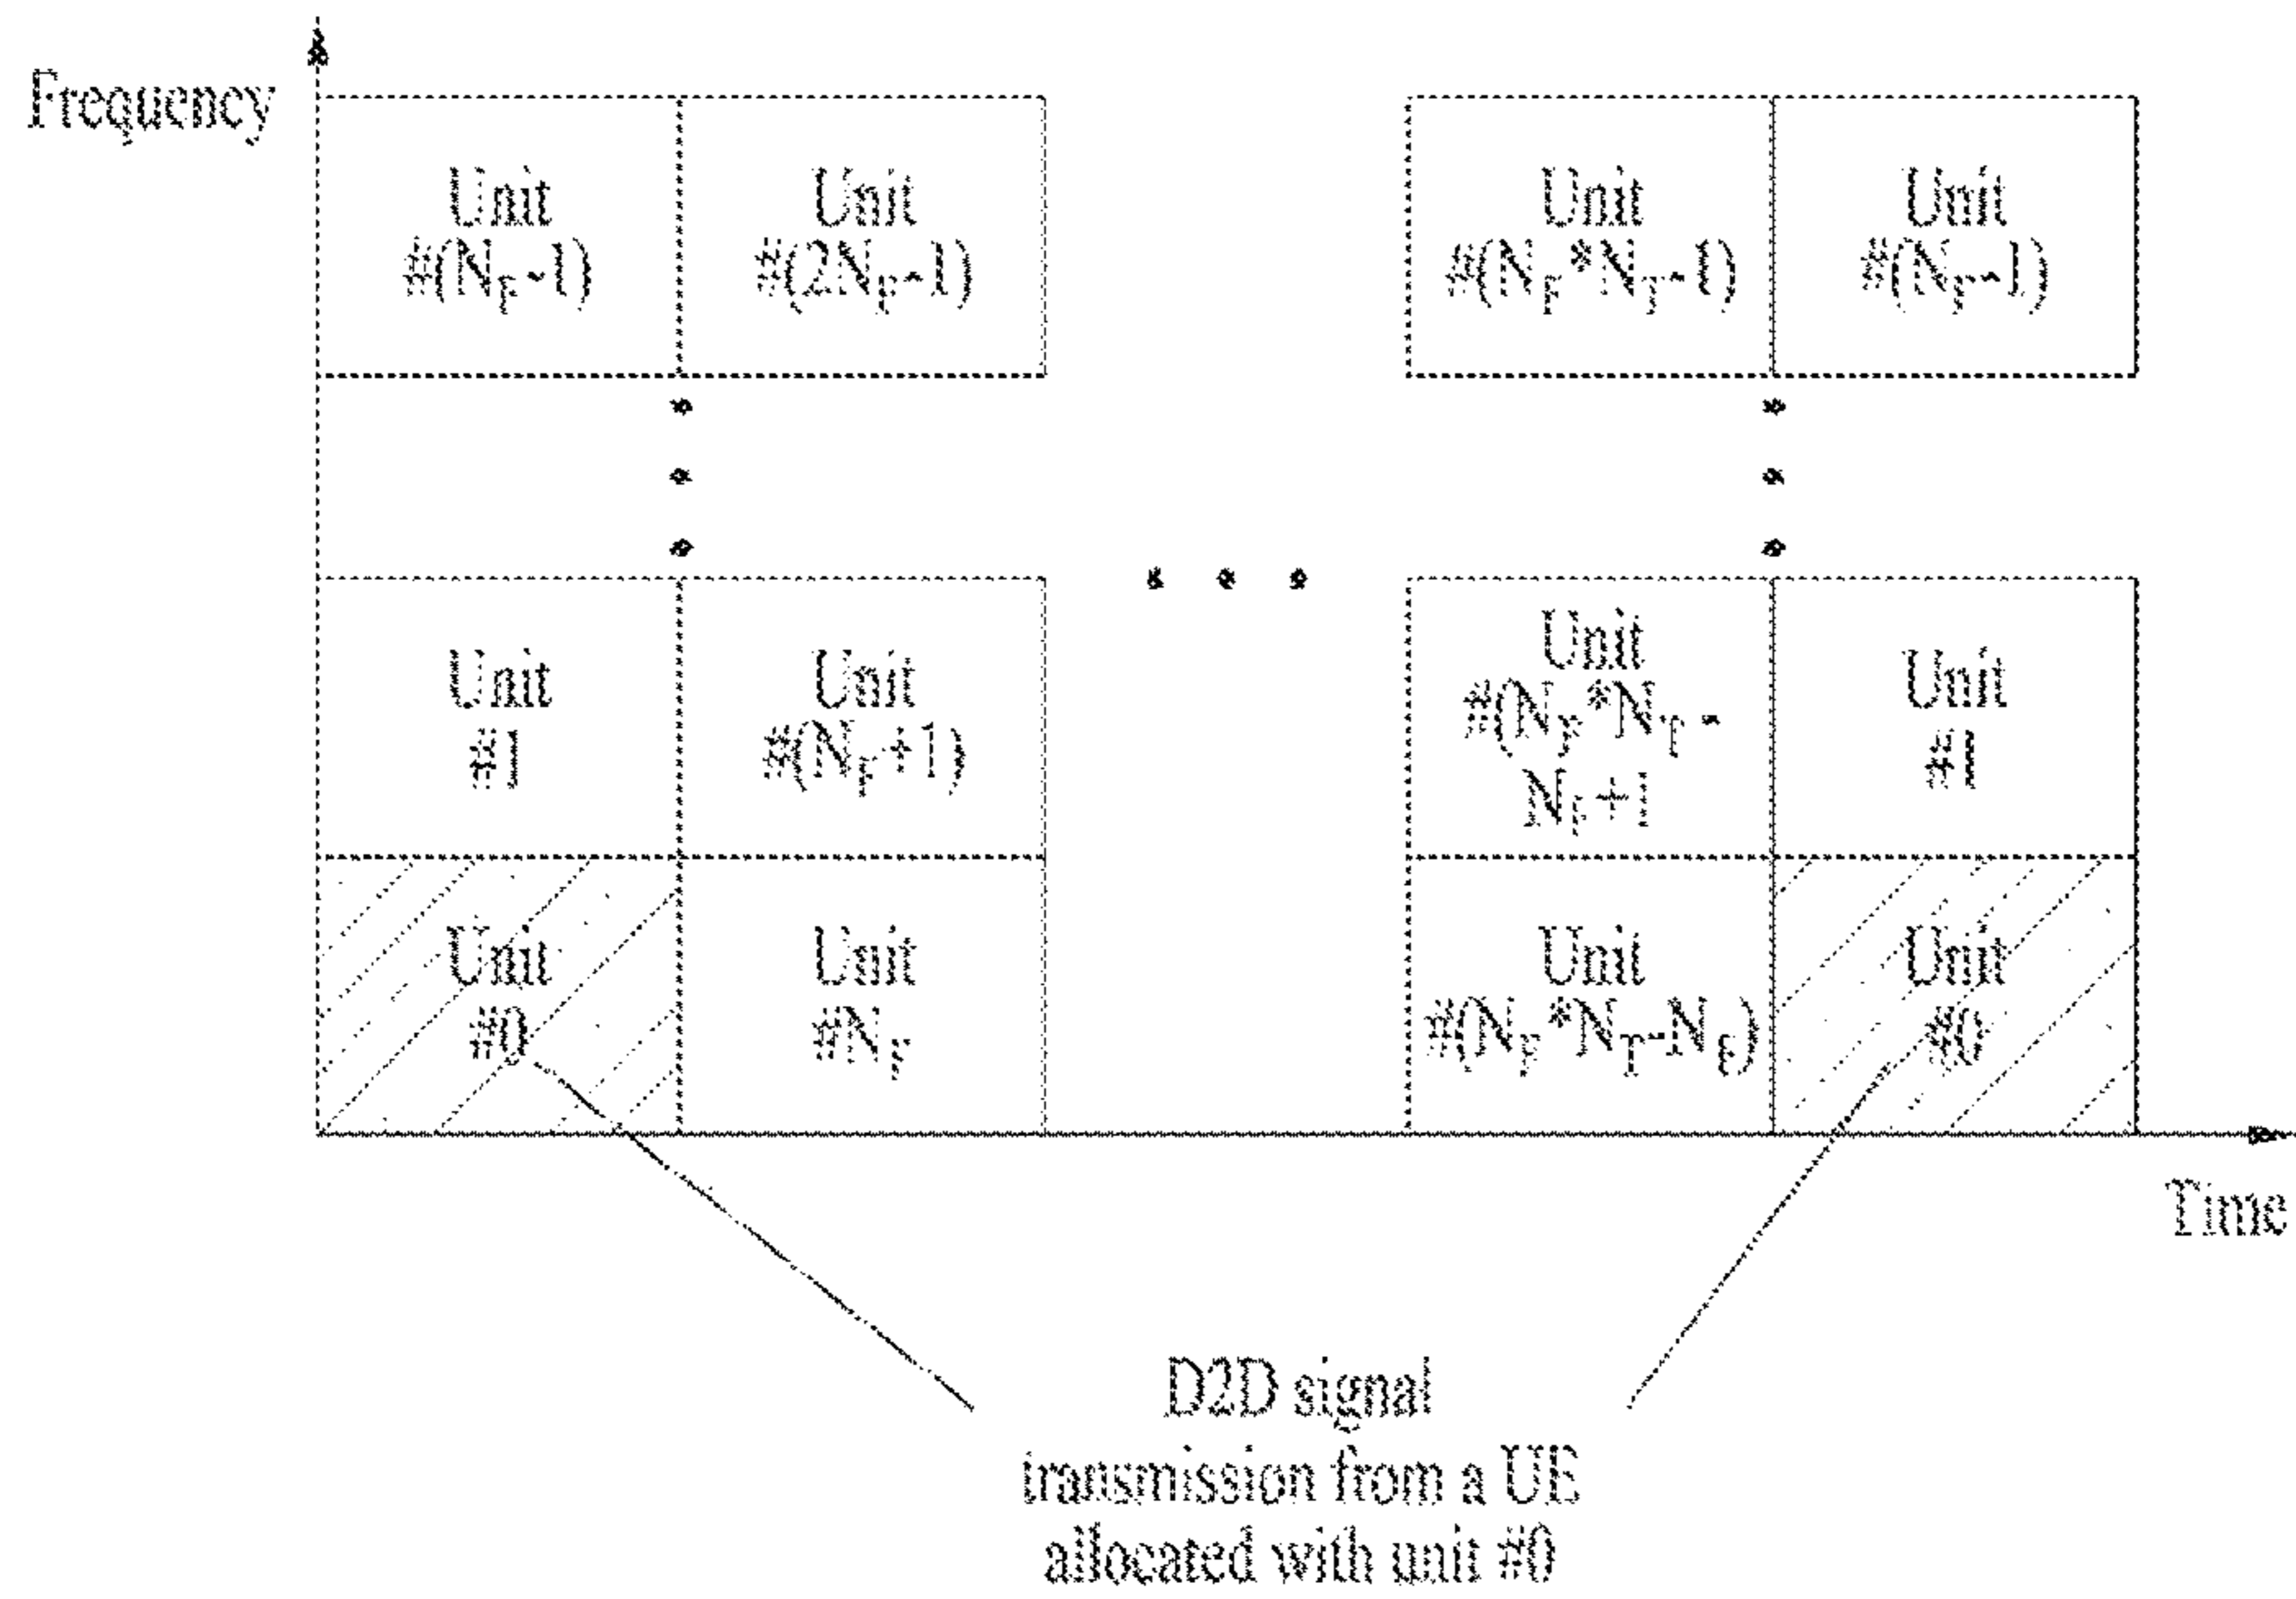 Frequency
Unit
#(N_F-1)
Unit
#(2N_F-1)
Unit
#(N_F*N_T-1)
Unit
#(N_F-1)
Unit
#1
Unit
#(N_F+1)
Unit
#(N_F*N_T-
N_F+1
Unit
#1
Unit
#0
Unit
#N_F
Unit
#(N_F*N_T-N_F)
Unit
#0
Time
D2D signal
transmission from a UE
allocated with unit #0